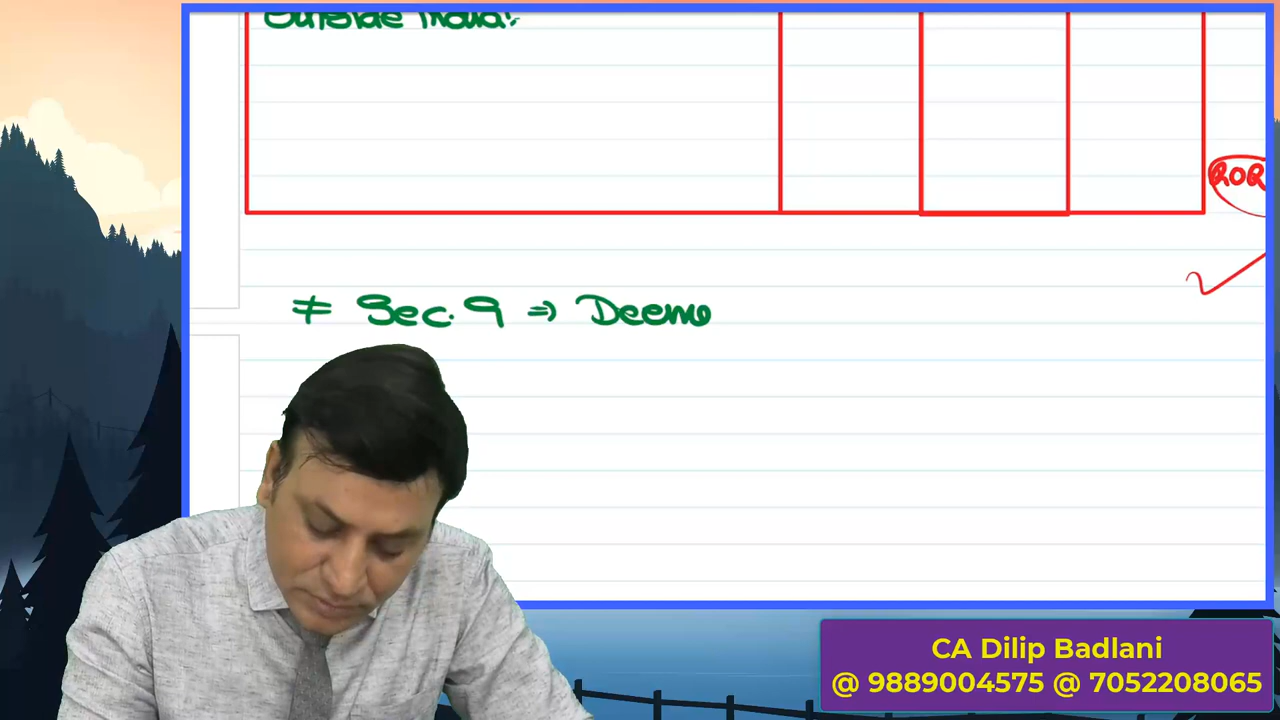 Outside India.
ROR
# Sec. 9 ⇒ Deeme
CA Dilip Badlani
@ 9889004575 @ 7052208065